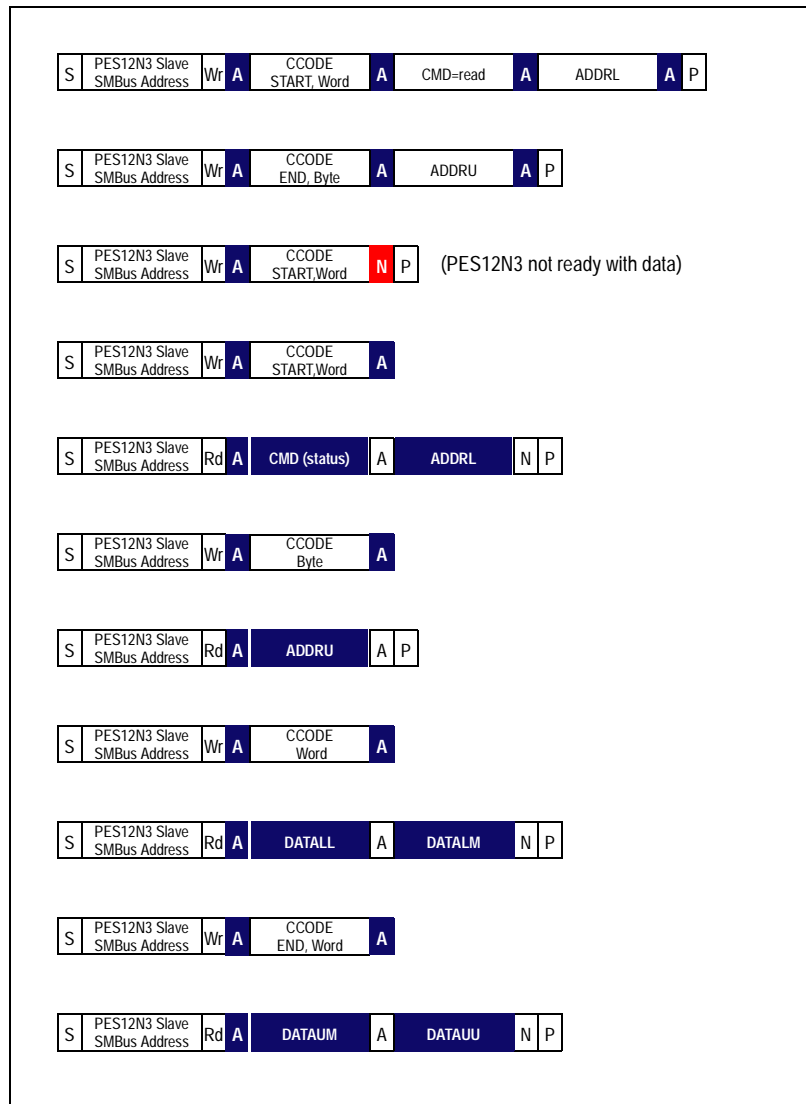 S PES12N3 Slave SMBus Address Wr A CCODE START, Word A CMD=read A ADDRL A P
S PES12N3 Slave SMBus Address Wr A CCODE END, Byte A ADDRU A P
S PES12N3 Slave SMBus Address Wr A CCODE START,Word N P (PES12N3 not ready with data)
S PES12N3 Slave SMBus Address Wr A CCODE START,Word A
S PES12N3 Slave SMBus Address Rd A CMD (status) A ADDRL N P
S PES12N3 Slave SMBus Address Wr A CCODE Byte A
S PES12N3 Slave SMBus Address Rd A ADDRU A P
S PES12N3 Slave SMBus Address Wr A CCODE Word A
S PES12N3 Slave SMBus Address Rd A DATALL A DATALM N P
S PES12N3 Slave SMBus Address Wr A CCODE END, Word A
S PES12N3 Slave SMBus Address Rd A DATAUM A DATAUU N P